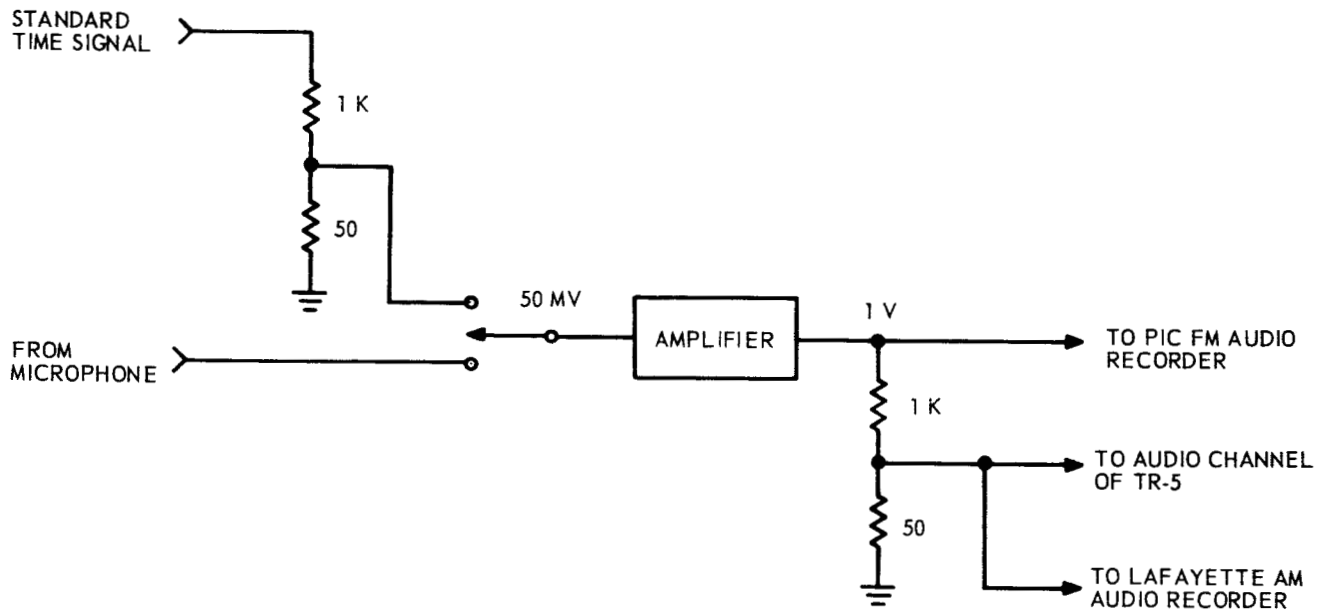 STANDARD
TIME SIGNAL
1 K
50
50 MV
1 V
AMPLIFIER
TO PIC FM AUDIO
RECORDER
FROM
MICROPHONE
1 K
TO AUDIO CHANNEL
OF TR-5
50
TO LAFAYETTE AM
AUDIO RECORDER